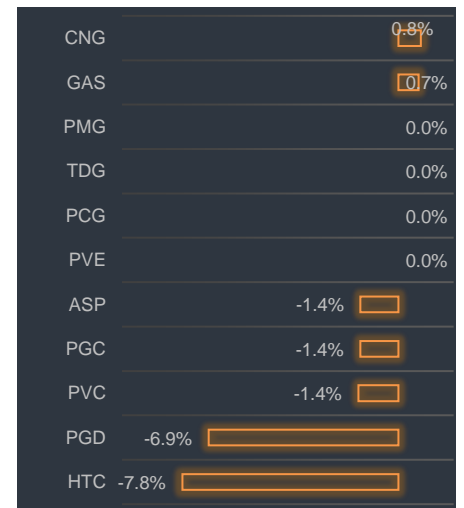 CNG 0.8%
GAS 0.7%
PMG 0.0%
TDG 0.0%
PCG 0.0%
PVE 0.0%
ASP -1.4%
PGC -1.4%
PVC -1.4%
PGD -6.9%
HTC -7.8%